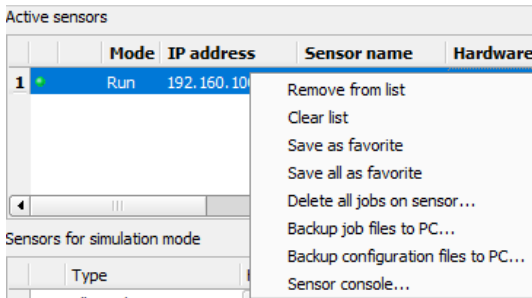 Active sensors
Mode IP address Sensor name Hardware
1 Run 192.160.10
Remove from list
Clear list
Save as favorite
Save all as favorite
Delete all jobs on sensor...
Backup job files to PC...
Sensors for simulation mode
Backup configuration files to PC...
Type
Sensor console...